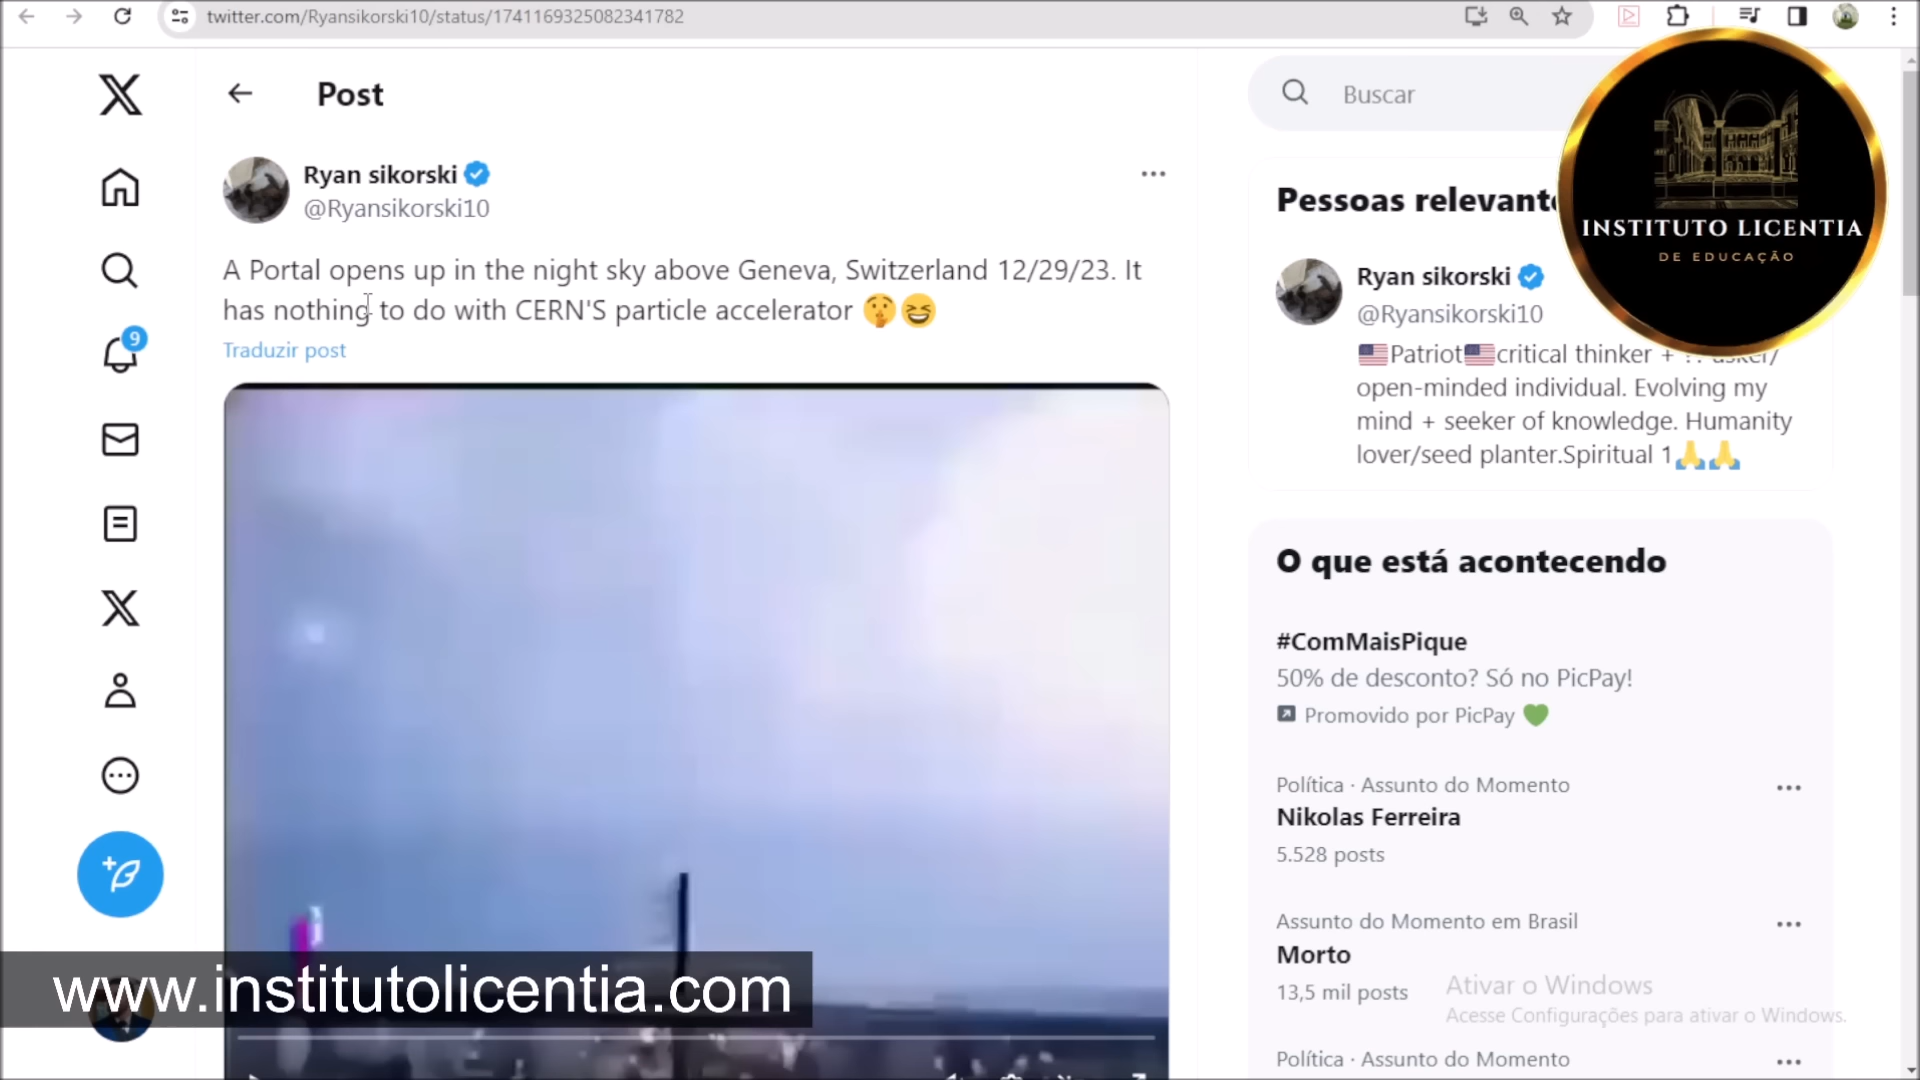 twitter.com/Ryansikorski10/status/1741169325082341782
Post
Buscar
Ryan sikorski
@Ryansikorski10
A Portal opens up in the night sky above Geneva, Switzerland 12/29/23. It
has nothing to do with CERN'S particle accelerator 🤫😆
Traduzir post
Pessoas relevant
INSTITUTO LICENTIA
DE EDUCAÇÃO
Ryan sikorski
@Ryansikorski10
🇺🇸Patriot🇺🇸critical thinker +
open-minded individual. Evolving my
mind + seeker of knowledge. Humanity
lover/seed planter.Spiritual 1🙏🙏
O que está acontecendo
#ComMaisPique
50% de desconto? Só no PicPay!
Promovido por PicPay 💚
Política · Assunto do Momento
Nikolas Ferreira
5.528 posts
Assunto do Momento em Brasil
Morto
13,5 mil posts
Política · Assunto do Momento
Ativar o Windows
Acesse Configurações para ativar o Windows.
9
www.institutolicentia.com